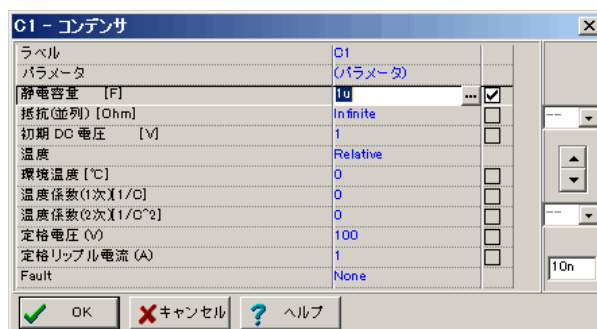 C1 - コンデンサ
ラベル C1
パラメータ (パラメータ)
静電容量 [F] 1u ...
抵抗(並列) [Ohm] Infinite
初期 DC 電圧 [V] 1
温度 Relative
環境温度 [℃] 0
温度係数(1次)[1/C] 0
温度係数(2次)[1/C^2] 0
定格電圧 (V) 100
定格リップル電流 (A) 1
Fault None
--
--
10n
OK キャンセル ? ヘルプ